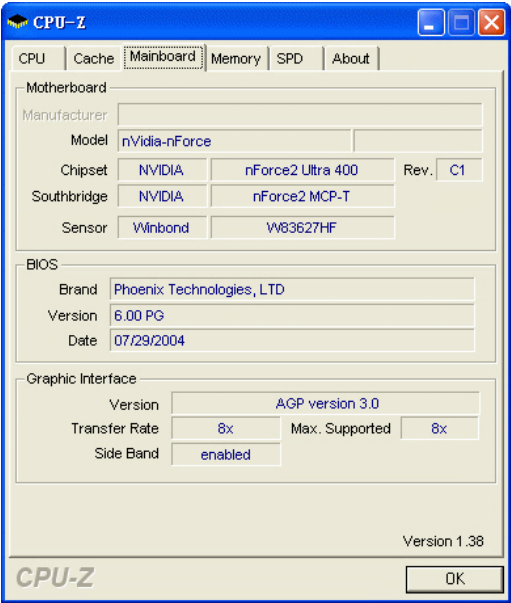 CPU-Z
CPU Cache Mainboard Memory SPD About
Motherboard
Manufacturer
Model nVidia-nForce
Chipset NVIDIA nForce2 Ultra 400 Rev. C1
Southbridge NVIDIA nForce2 MCP-T
Sensor Winbond W83627HF
BIOS
Brand Phoenix Technologies, LTD
Version 6.00 PG
Date 07/29/2004
Graphic Interface
Version AGP version 3.0
Transfer Rate 8x Max. Supported 8x
Side Band enabled
Version 1.38
CPU-Z OK